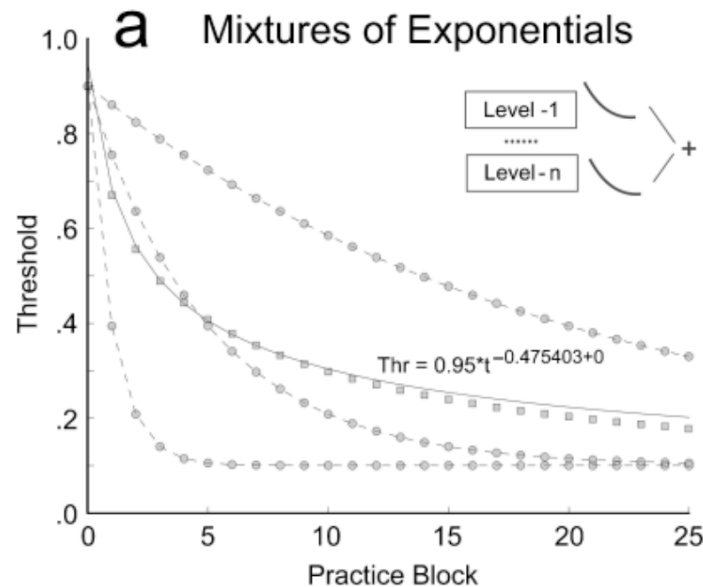 a Mixtures of Exponentials
1.0
.8
.6
.4
.2
.0
Threshold
Level -1
......
Level - n
+
Thr = 0.95*t^−0.475403+0
0 5 10 15 20 25
Practice Block